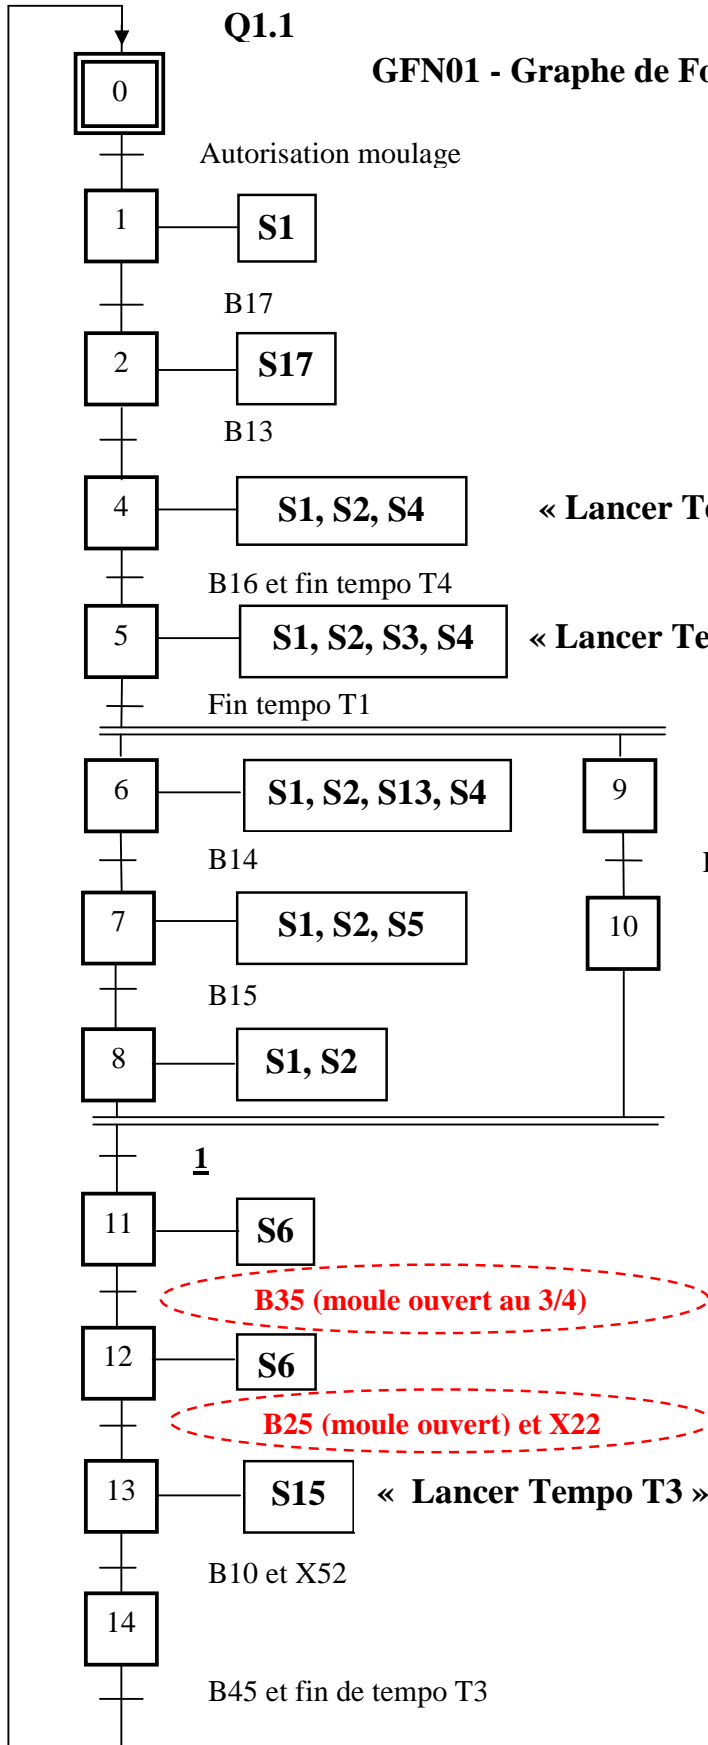 Q1.1
GFN01 - Graphe de Fo
0
Autorisation moulage
1
S1
B17
2
S17
B13
4
S1, S2, S4
« Lancer Te
B16 et fin tempo T4
5
S1, S2, S3, S4
« Lancer Te
Fin tempo T1
6
S1, S2, S13, S4
9
B14
7
S1, S2, S5
10
B15
8
S1, S2
1
11
S6
B35 (moule ouvert au 3/4)
12
S6
B25 (moule ouvert) et X22
13
S15
« Lancer Tempo T3 »
B10 et X52
14
B45 et fin de tempo T3